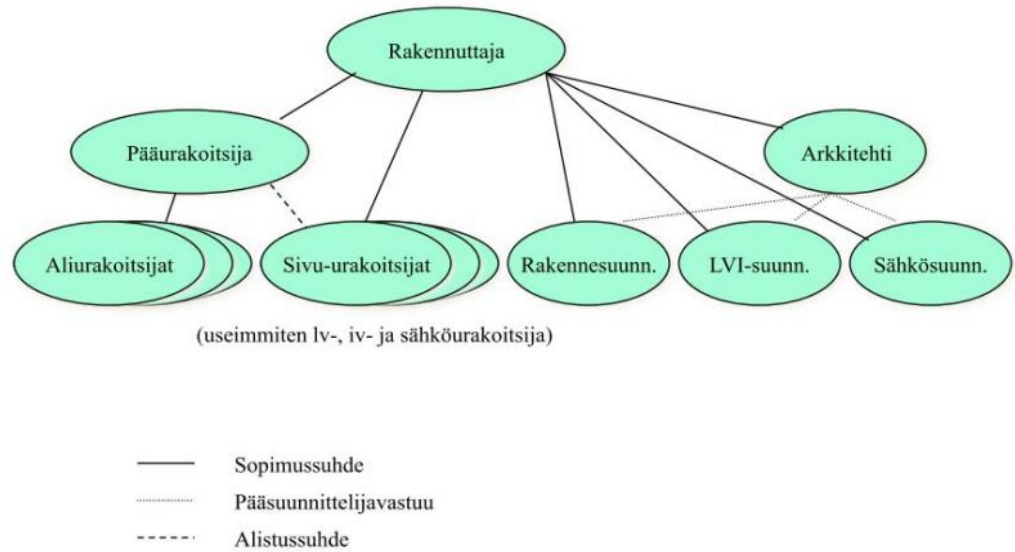 Rakennuttaja
Pääurakoitsija
Arkkitehti
Aliurakoitsijat
Sivu-urakoitsijat
Rakennesuunn.
LVI-suunn.
Sähkösuunn.
(useimmiten lv-, iv- ja sähköurakoitsija)
Sopimussuhde
Pääsuunnittelijavastuu
Alistussuhde